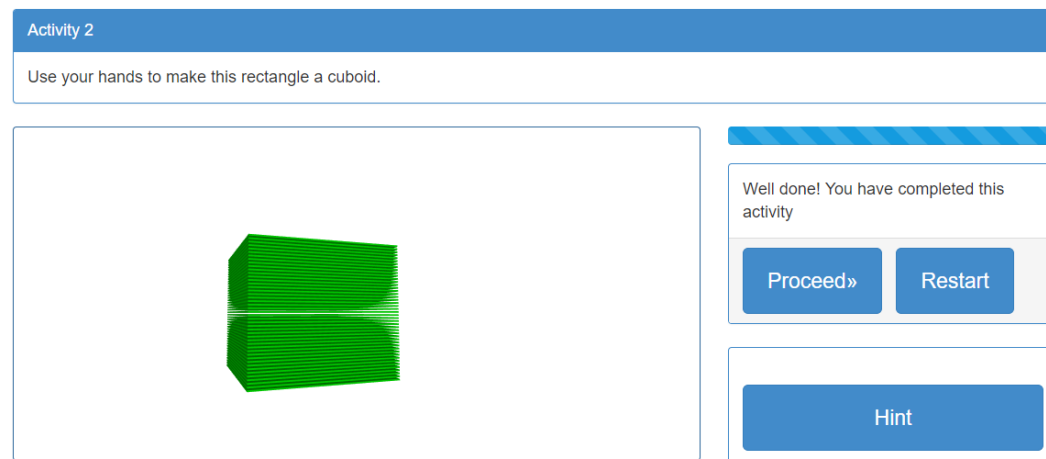 Activity 2
Use your hands to make this rectangle a cuboid.
Well done! You have completed this
activity
Proceed»
Restart
Hint